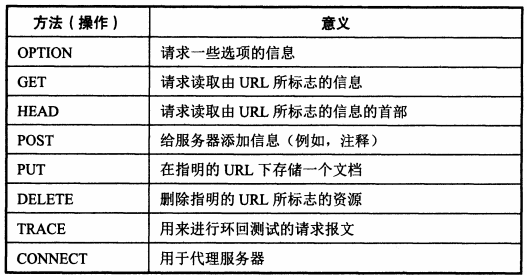 方法（操作） 意义
OPTION 请求一些选项的信息
GET 请求读取由 URL 所标志的信息
HEAD 请求读取由 URL 所标志的信息的首部
POST 给服务器添加信息（例如，注释）
PUT 在指明的 URL 下存储一个文档
DELETE 删除指明的 URL 所标志的资源
TRACE 用来进行环回测试的请求报文
CONNECT 用于代理服务器